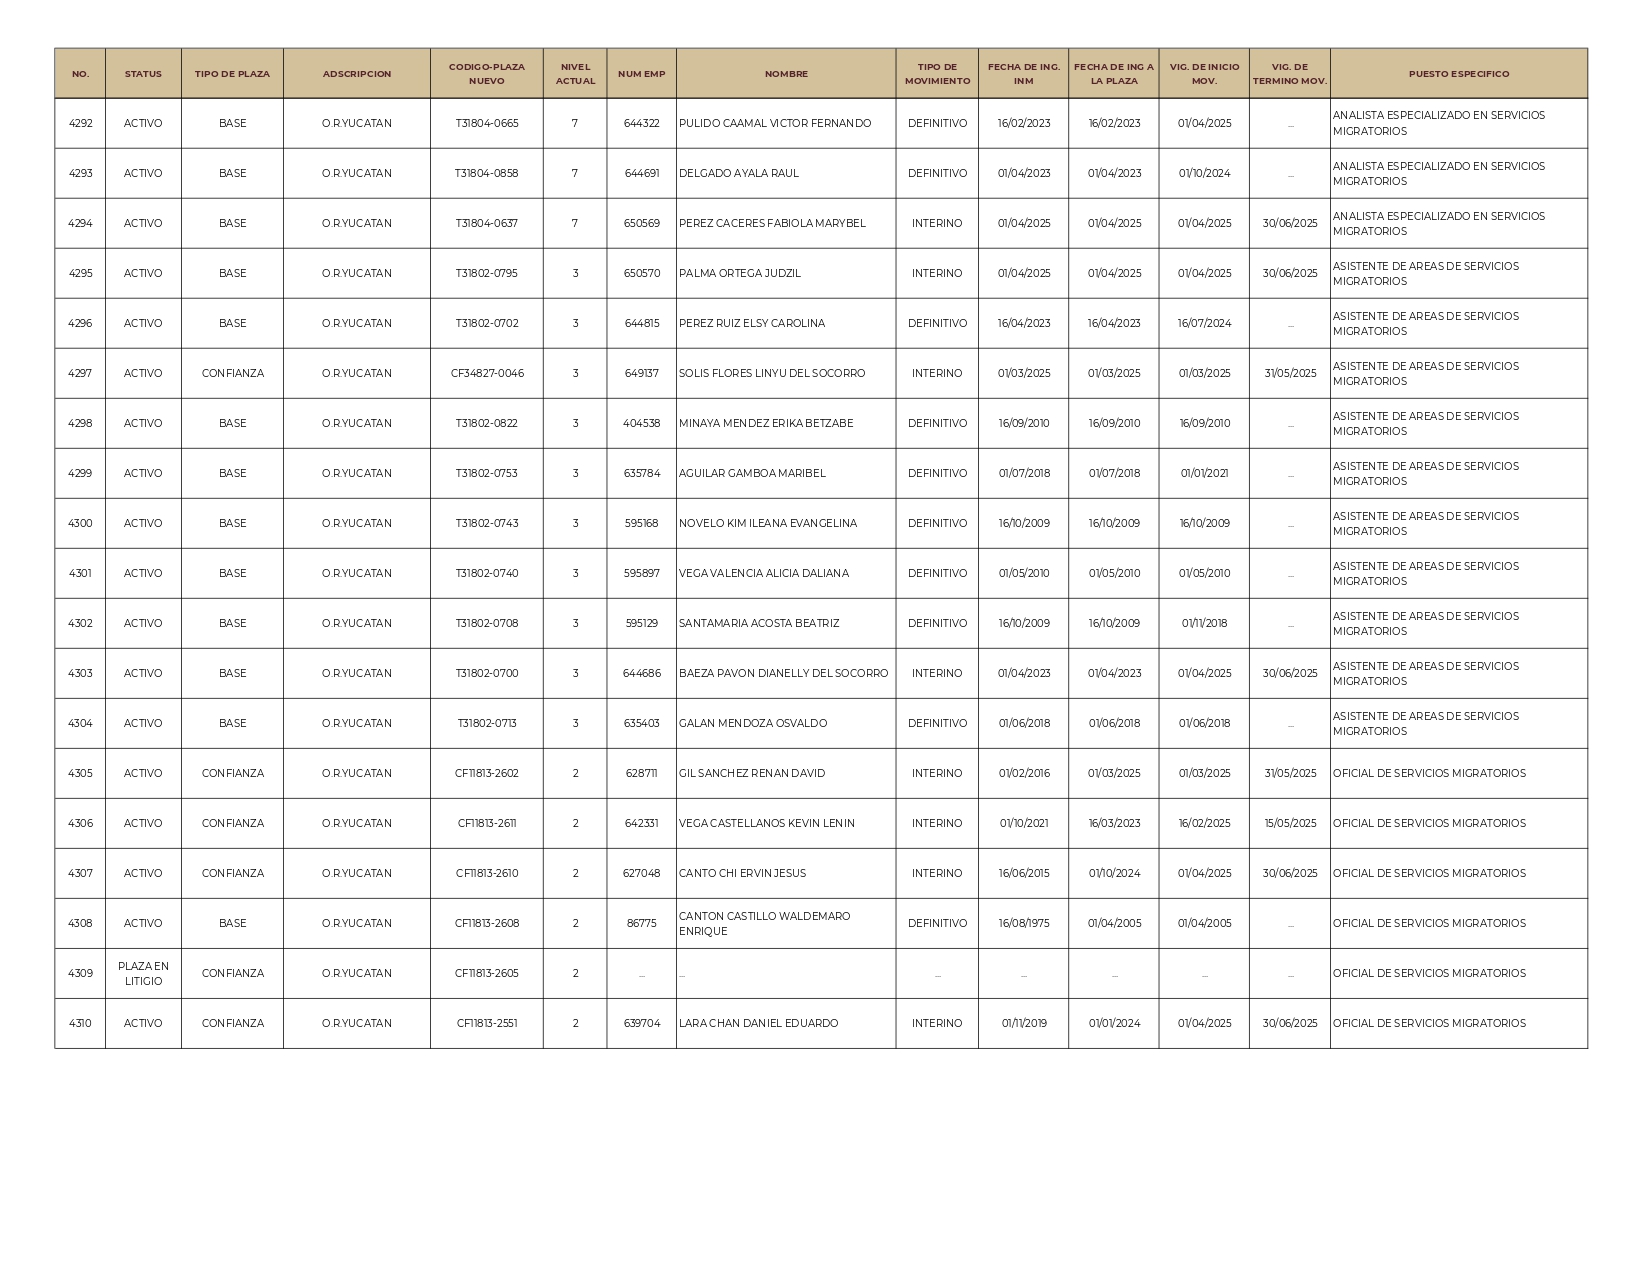 NO. STATUS TIPO DE PLAZA ADSCRIPCION CODIGO-PLAZA NUEVO NIVEL ACTUAL NUM EMP NOMBRE TIPO DE MOVIMIENTO FECHA DE ING. INM FECHA DE ING A LA PLAZA VIG. DE INICIO MOV. VIG. DE TERMINO MOV. PUESTO ESPECIFICO
4292 ACTIVO BASE O.R.YUCATAN T31804-0665 7 644322 PULIDO CAAMAL VICTOR FERNANDO DEFINITIVO 16/02/2023 16/02/2023 01/04/2025 ... ANALISTA ESPECIALIZADO EN SERVICIOS MIGRATORIOS
4293 ACTIVO BASE O.R.YUCATAN T31804-0858 7 644691 DELGADO AYALA RAUL DEFINITIVO 01/04/2023 01/04/2023 01/10/2024 ... ANALISTA ESPECIALIZADO EN SERVICIOS MIGRATORIOS
4294 ACTIVO BASE O.R.YUCATAN T31804-0637 7 650569 PEREZ CACERES FABIOLA MARYBEL INTERINO 01/04/2025 01/04/2025 01/04/2025 30/06/2025 ANALISTA ESPECIALIZADO EN SERVICIOS MIGRATORIOS
4295 ACTIVO BASE O.R.YUCATAN T31802-0795 3 650570 PALMA ORTEGA JUDZIL INTERINO 01/04/2025 01/04/2025 01/04/2025 30/06/2025 ASISTENTE DE AREAS DE SERVICIOS MIGRATORIOS
4296 ACTIVO BASE O.R.YUCATAN T31802-0702 3 644815 PEREZ RUIZ ELSY CAROLINA DEFINITIVO 16/04/2023 16/04/2023 16/07/2024 ... ASISTENTE DE AREAS DE SERVICIOS MIGRATORIOS
4297 ACTIVO CONFIANZA O.R.YUCATAN CF34827-0046 3 649137 SOLIS FLORES LINYU DEL SOCORRO INTERINO 01/03/2025 01/03/2025 01/03/2025 31/05/2025 ASISTENTE DE AREAS DE SERVICIOS MIGRATORIOS
4298 ACTIVO BASE O.R.YUCATAN T31802-0822 3 404538 MINAYA MENDEZ ERIKA BETZABE DEFINITIVO 16/09/2010 16/09/2010 16/09/2010 ... ASISTENTE DE AREAS DE SERVICIOS MIGRATORIOS
4299 ACTIVO BASE O.R.YUCATAN T31802-0753 3 635784 AGUILAR GAMBOA MARIBEL DEFINITIVO 01/07/2018 01/07/2018 01/01/2021 ... ASISTENTE DE AREAS DE SERVICIOS MIGRATORIOS
4300 ACTIVO BASE O.R.YUCATAN T31802-0743 3 595168 NOVELO KIM ILEANA EVANGELINA DEFINITIVO 16/10/2009 16/10/2009 16/10/2009 ... ASISTENTE DE AREAS DE SERVICIOS MIGRATORIOS
4301 ACTIVO BASE O.R.YUCATAN T31802-0740 3 595897 VEGA VALENCIA ALICIA DALIANA DEFINITIVO 01/05/2010 01/05/2010 01/05/2010 ... ASISTENTE DE AREAS DE SERVICIOS MIGRATORIOS
4302 ACTIVO BASE O.R.YUCATAN T31802-0708 3 595129 SANTAMARIA ACOSTA BEATRIZ DEFINITIVO 16/10/2009 16/10/2009 01/11/2018 ... ASISTENTE DE AREAS DE SERVICIOS MIGRATORIOS
4303 ACTIVO BASE O.R.YUCATAN T31802-0700 3 644686 BAEZA PAVON DIANELLY DEL SOCORRO INTERINO 01/04/2023 01/04/2023 01/04/2025 30/06/2025 ASISTENTE DE AREAS DE SERVICIOS MIGRATORIOS
4304 ACTIVO BASE O.R.YUCATAN T31802-0713 3 635403 GALAN MENDOZA OSVALDO DEFINITIVO 01/06/2018 01/06/2018 01/06/2018 ... ASISTENTE DE AREAS DE SERVICIOS MIGRATORIOS
4305 ACTIVO CONFIANZA O.R.YUCATAN CF11813-2602 2 628711 GIL SANCHEZ RENAN DAVID INTERINO 01/02/2016 01/03/2025 01/03/2025 31/05/2025 OFICIAL DE SERVICIOS MIGRATORIOS
4306 ACTIVO CONFIANZA O.R.YUCATAN CF11813-2611 2 642331 VEGA CASTELLANOS KEVIN LENIN INTERINO 01/10/2021 16/03/2023 16/02/2025 15/05/2025 OFICIAL DE SERVICIOS MIGRATORIOS
4307 ACTIVO CONFIANZA O.R.YUCATAN CF11813-2610 2 627048 CANTO CHI ERVIN JESUS INTERINO 16/06/2015 01/10/2024 01/04/2025 30/06/2025 OFICIAL DE SERVICIOS MIGRATORIOS
4308 ACTIVO BASE O.R.YUCATAN CF11813-2608 2 86775 CANTON CASTILLO WALDEMARO ENRIQUE DEFINITIVO 16/08/1975 01/04/2005 01/04/2005 ... OFICIAL DE SERVICIOS MIGRATORIOS
4309 PLAZA EN LITIGIO CONFIANZA O.R.YUCATAN CF11813-2605 2 ... ... ... ... ... ... ... OFICIAL DE SERVICIOS MIGRATORIOS
4310 ACTIVO CONFIANZA O.R.YUCATAN CF11813-2551 2 639704 LARA CHAN DANIEL EDUARDO INTERINO 01/11/2019 01/01/2024 01/04/2025 30/06/2025 OFICIAL DE SERVICIOS MIGRATORIOS